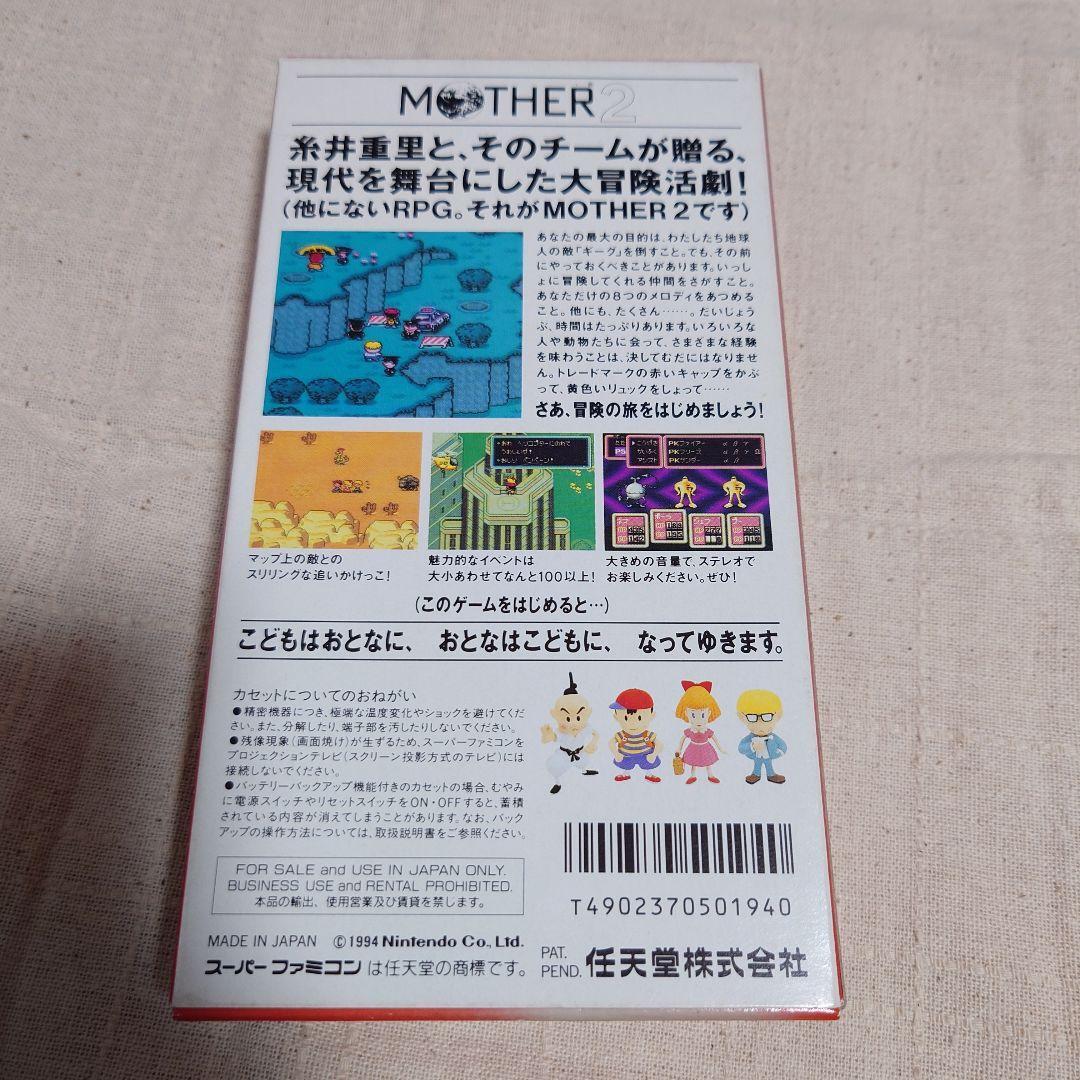 MOTHER 2
糸井重里と、そのチームが贈る、
現代を舞台にした大冒険活劇！
（他にないRPG。それがMOTHER 2です）
あなたの最大の目的は、わたしたち地球
人の敵「ギーグ」を倒すこと。でも、その前
にやっておくべきことがあります。いっし
ょに冒険してくれる仲間をさがすこと。
あなただけの8つのメロディをあつめる
こと。他にも、たくさん……。だいじょう
ぶ、時間はたっぷりあります。いろいろな
人や動物たちに会って、さまざまな経験
を味わうことは、決してむだにはなりませ
ん。トレードマークの赤いキャップをかぶ
って、黄色いリュックをしょって……
さあ、冒険の旅をはじめましょう！
PKファイアー α β γ
PKフリーズ α β γ Ω
PKサンダー α β
マップ上の敵との
スリリングな追いかけっこ！
魅力的なイベントは
大小あわせてなんと100以上！
大きめの音量で、ステレオで
お楽しみください。ぜひ！
（このゲームをはじめると…）
こどもはおとなに、 おとなはこどもに、 なってゆきます。
カセットについてのおねがい
●精密機器につき、極端な温度変化やショックを避けてくだ
さい。また、分解したり、端子部を汚したりしないでください。
●残像現象（画面焼け）が生ずるため、スーパーファミコンを
プロジェクションテレビ（スクリーン投影方式のテレビ）には
接続しないでください。
●バッテリーバックアップ機能付きのカセットの場合、むやみ
に電源スイッチやリセットスイッチをON・OFFすると、蓄積
されている内容が消えてしまうことがあります。なお、バック
アップの操作方法については、取扱説明書をご参照ください。
FOR SALE and USE IN JAPAN ONLY.
BUSINESS USE and RENTAL PROHIBITED.
本品の輸出、使用営業及び賃貸を禁じます。
T4902370501940
MADE IN JAPAN ©1994 Nintendo Co., Ltd.
スーパーファミコンは任天堂の商標です。
PAT.
PEND. 任天堂株式会社